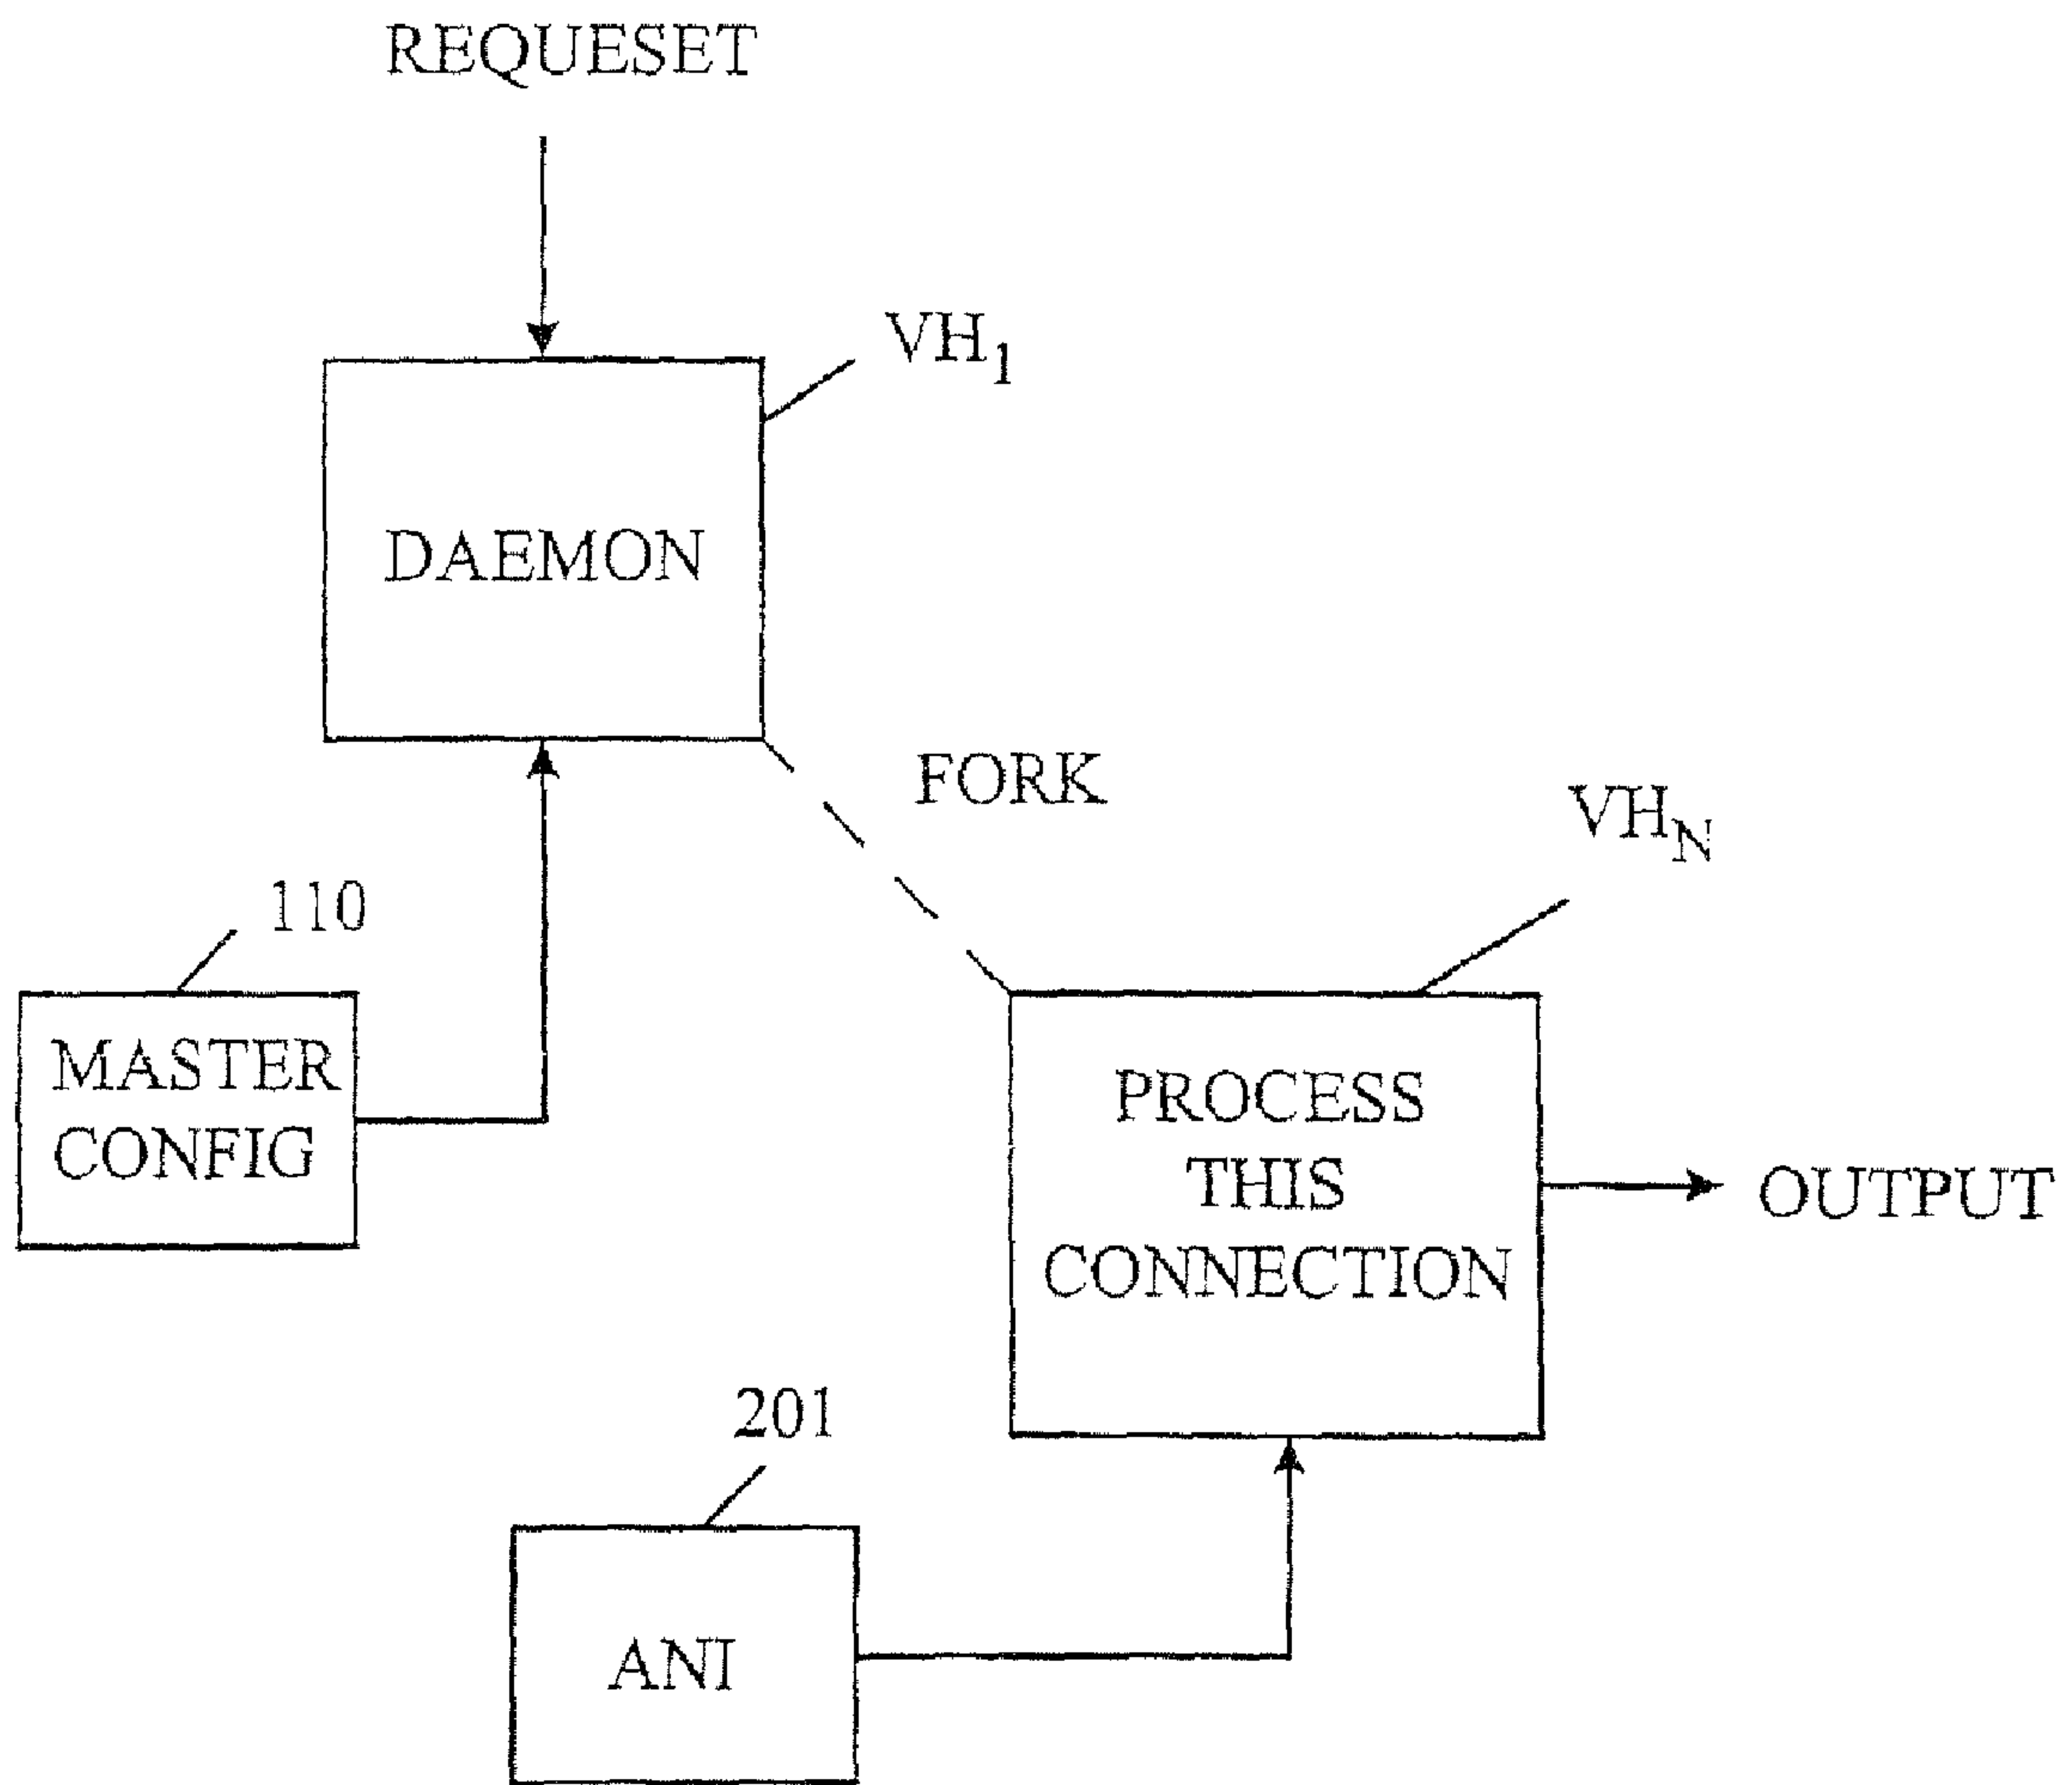 REQUESET
VH1
DAEMON
FORK
VHN
110
MASTER
CONFIG
PROCESS
THIS
CONNECTION
OUTPUT
201
ANI